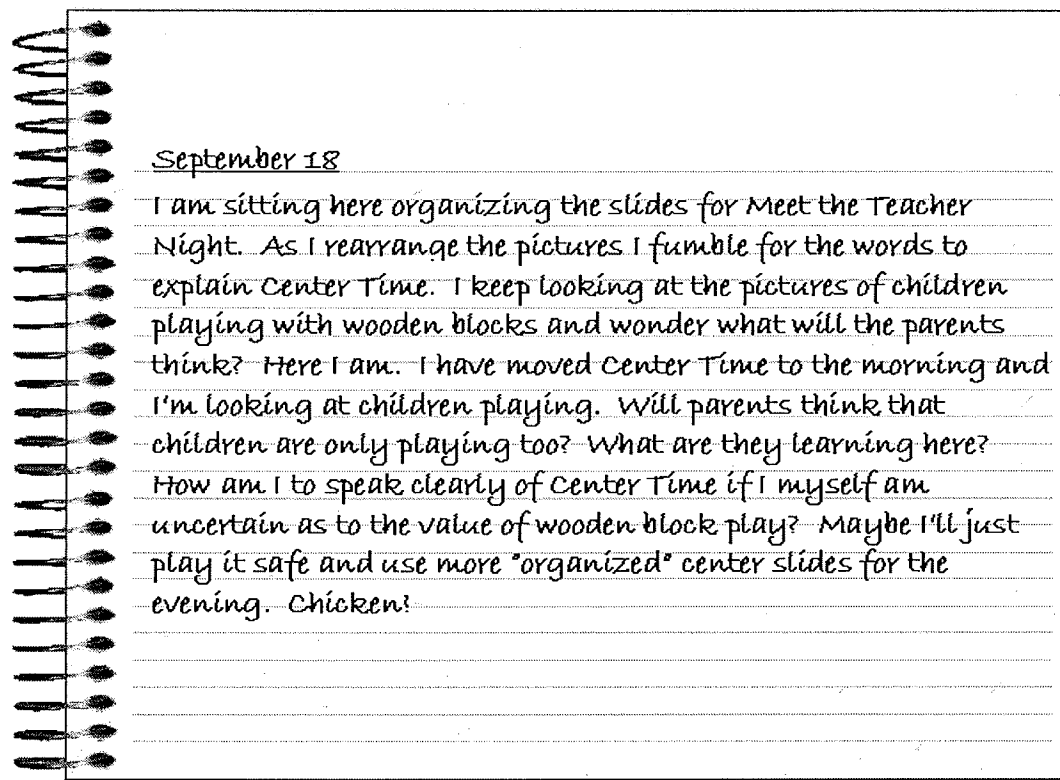 September 18
I am sitting here organizing the slides for Meet the Teacher
Night. As I rearrange the pictures I fumble for the words to
explain Center Time. I keep looking at the pictures of children
playing with wooden blocks and wonder what will the parents
think? Here I am. I have moved Center Time to the morning and
I'm looking at children playing. Will parents think that
children are only playing too? What are they learning here?
How am I to speak clearly of Center Time if I myself am
uncertain as to the value of wooden block play? Maybe I'll just
play it safe and use more "organized" center slides for the
evening. Chicken!